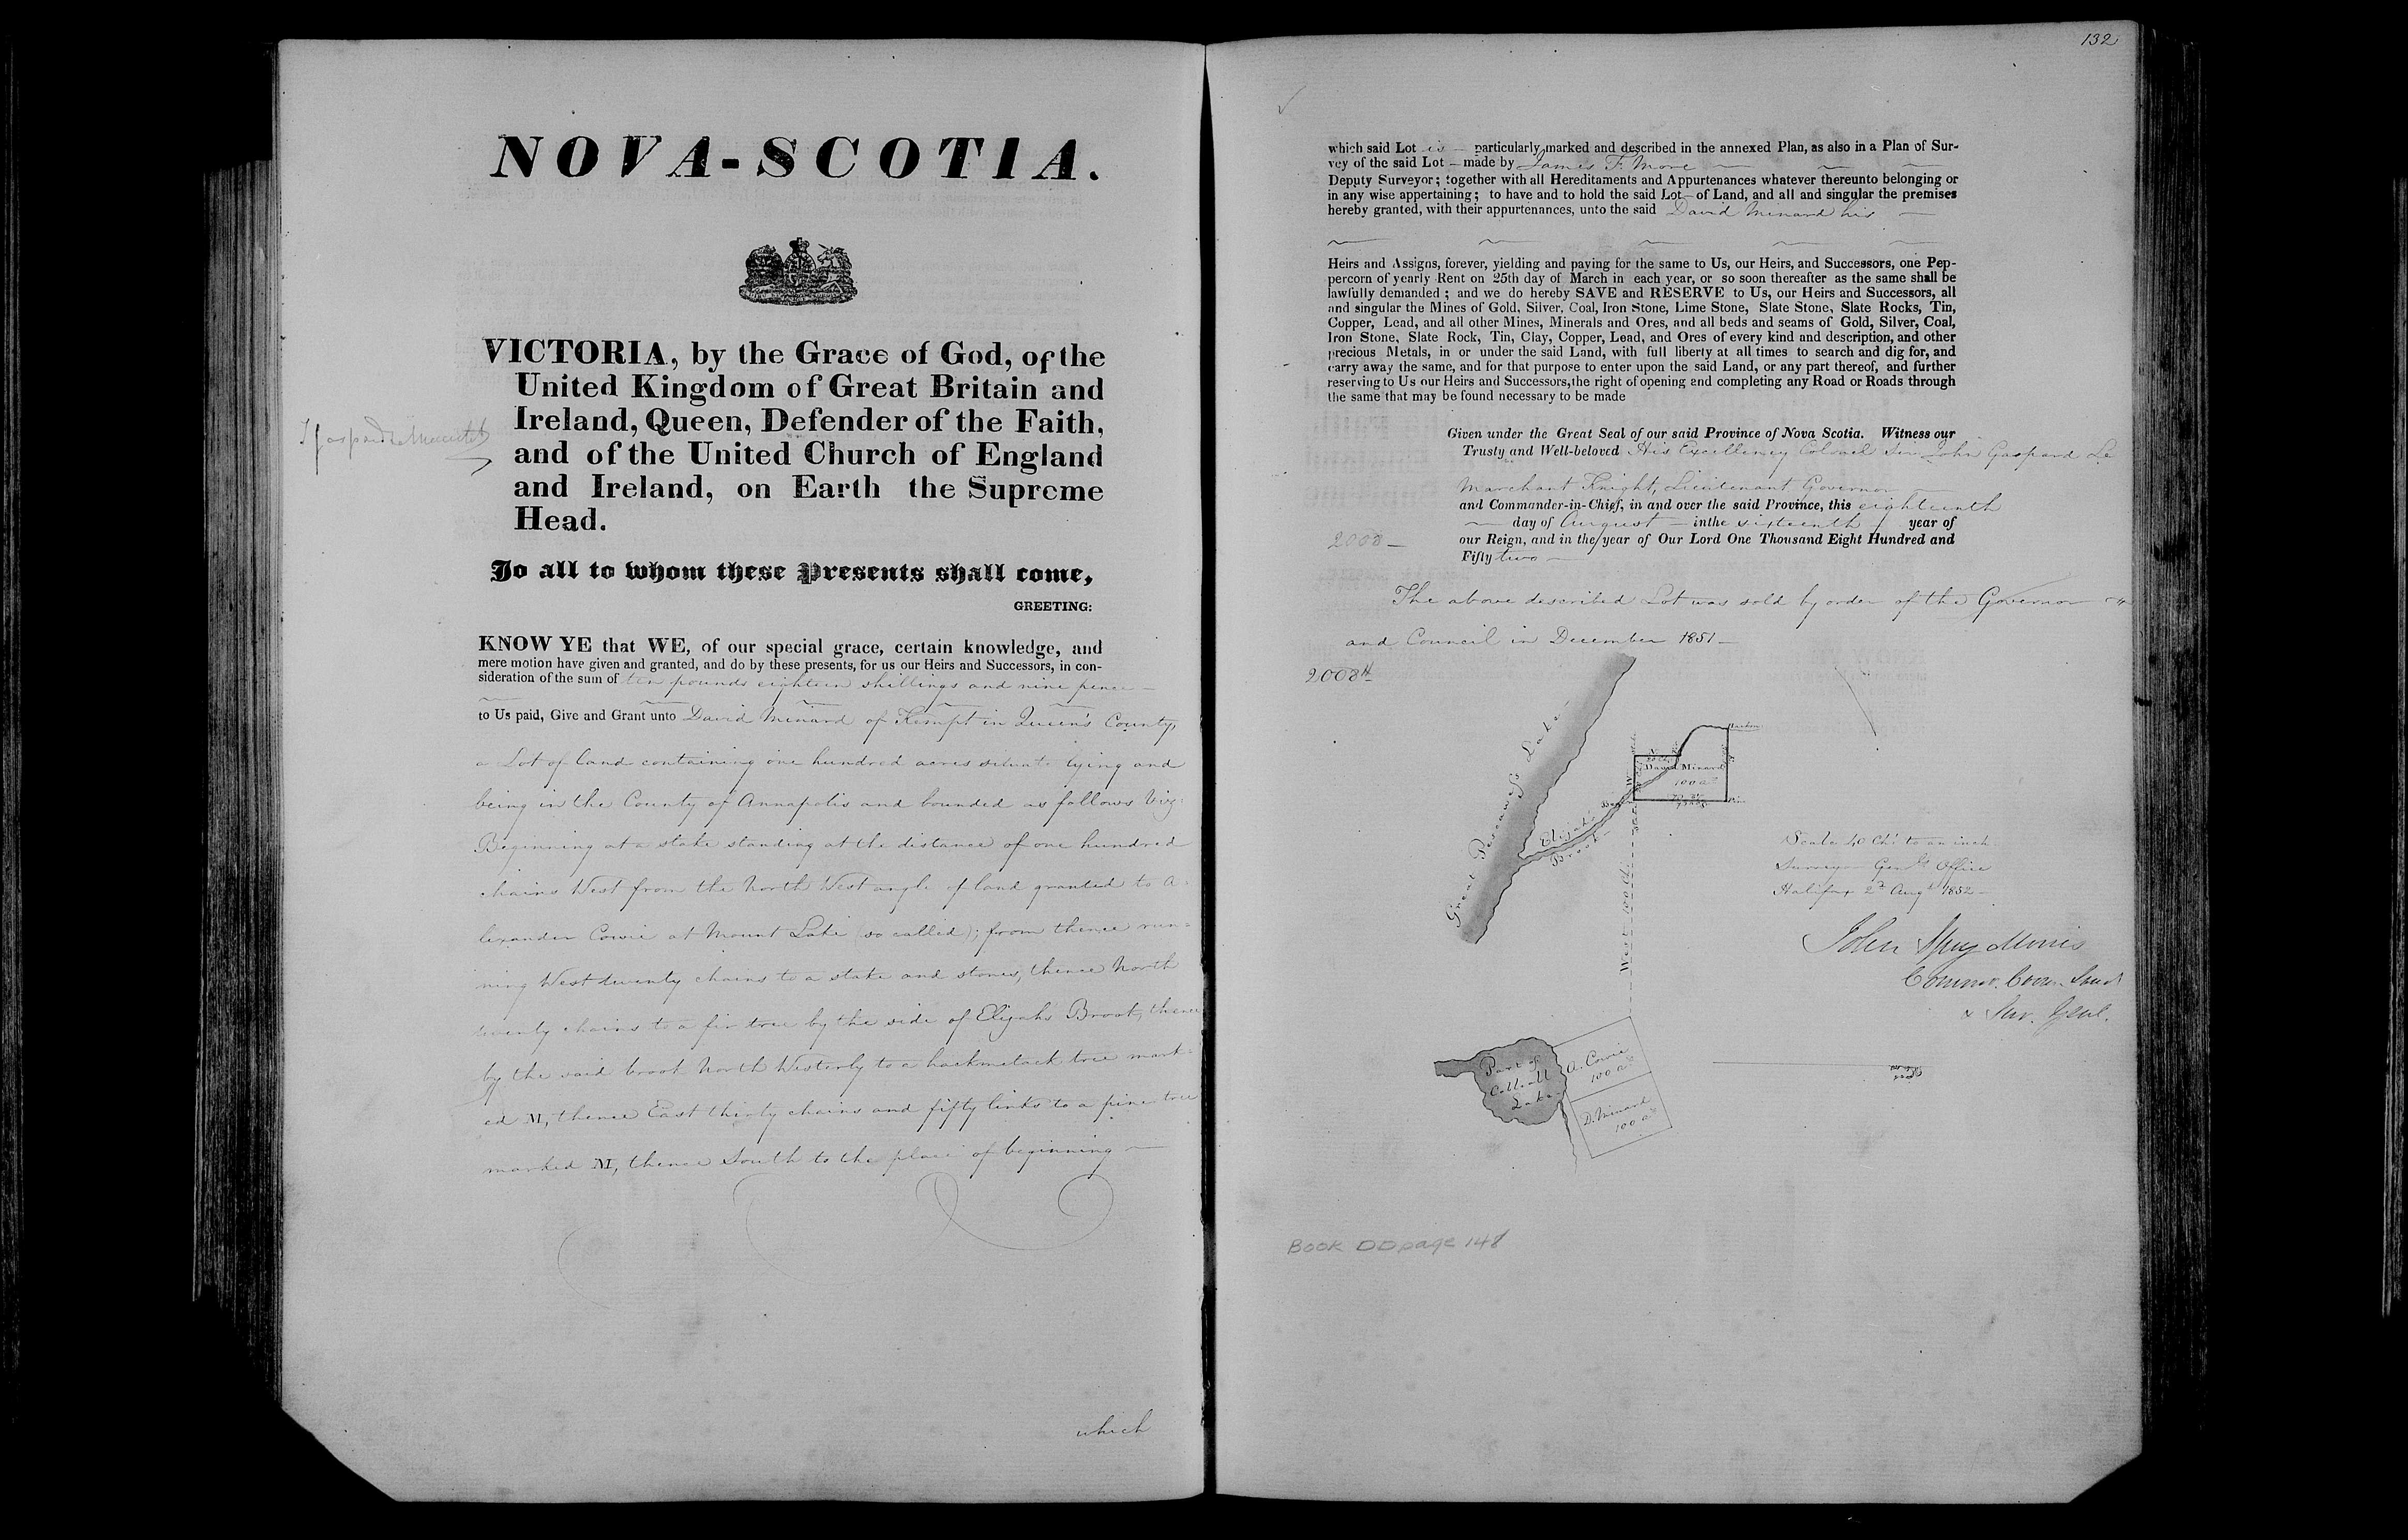 NOVA-SCOTIA.
VICTORIA, by the Grace of God, of the
United Kingdom of Great Britain and
Ireland, Queen, Defender of the Faith,
and of the United Church of England
and Ireland, on Earth the Supreme
Head.
To all to whom these Presents shall come,
GREETING:
KNOW YE that WE, of our special grace, certain knowledge, and
mere motion have given and granted, and do by these presents, for us our Heirs and Successors, in con-
sideration of the sum of ten pounds eighteen shillings and nine pence
to Us paid, Give and Grant unto David Minard of Kempt in Queen's County,
a Lot of land containing one hundred acres situate lying and
being in the County of Annapolis and bounded as follows Viz:
Beginning at a stake standing at the distance of one hundred
chains West from the North West angle of land granted to A-
lexander Cowie at Mount Lake (so called); from thence run-
ning West twenty chains to a stake and stones, thence North
twenty chains to a fir tree by the side of Elijahs Brook, thence
by the said brook North Westerly to a hackmetack tree mark-
ed M, thence East thirty chains and fifty links to a pine tree
marked M, thence South to the place of beginning
which
132
which said Lot is particularly marked and described in the annexed Plan, as also in a Plan of Sur-
vey of the said Lot made by James F. More
Deputy Surveyor; together with all Hereditaments and Appurtenances whatever thereunto belonging or
in any wise appertaining; to have and to hold the said Lot of Land, and all and singular the premises
hereby granted, with their appurtenances, unto the said David Minard his
Heirs and Assigns, forever, yielding and paying for the same to Us, our Heirs, and Successors, one Pep-
percorn of yearly Rent on 25th day of March in each year, or so soon thereafter as the same shall be
lawfully demanded; and we do hereby SAVE and RESERVE to Us, our Heirs and Successors, all
and singular the Mines of Gold, Silver, Coal, Iron Stone, Lime Stone, Slate Stone, Slate Rocks, Tin,
Copper, Lead, and all other Mines, Minerals and Ores, and all beds and seams of Gold, Silver, Coal,
Iron Stone, Slate Rock, Tin, Clay, Copper, Lead, and Ores of every kind and description, and other
precious Metals, in or under the said Land, with full liberty at all times to search and dig for, and
carry away the same, and for that purpose to enter upon the said Land, or any part thereof, and further
reserving to Us our Heirs and Successors, the right of opening and completing any Road or Roads through
the same that may be found necessary to be made
Given under the Great Seal of our said Province of Nova Scotia. Witness our
Trusty and Well-beloved His Excellency Colonel Sir John Gaspard Le
Marchant Knight, Lieutenant Governor
and Commander-in-Chief, in and over the said Province, this eighteenth
day of August in the sixteenth year of
2008
our Reign, and in the year of Our Lord One Thousand Eight Hundred and
Fifty two
The above described Lot was sold by order of the Governor
and Council in December 1851
2008
Great Lake
Elijahs
Brook
David Minard
100 a
West 100 Ch
Scale 40 Chs to an inch
Surveyor Genl's Office
Halifax 2d Augt 1852
John Spry Morris
Commr. Crown Lands
& Sur. Genl.
Part of
Lake
A. Cowie
100 a
D. Minard
100 a
Book DD page 148